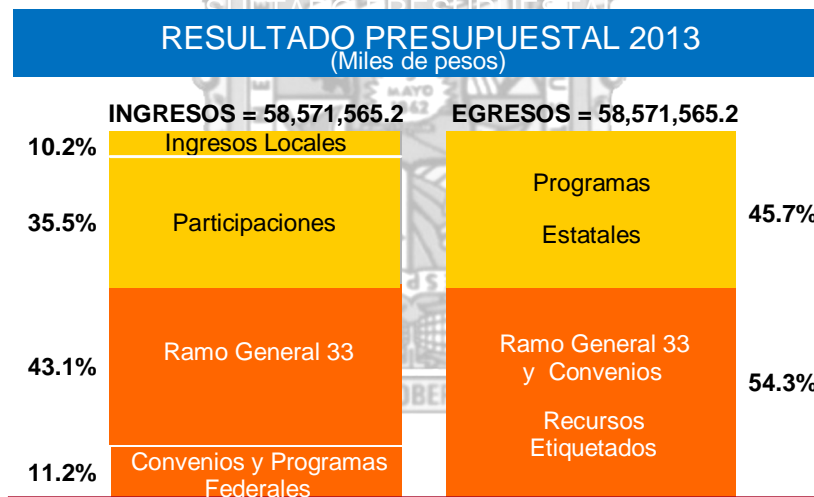 RESULTADO PRESUPUESTAL 2013
(Miles de pesos)
INGRESOS = 58,571,565.2
EGRESOS = 58,571,565.2
10.2%
Ingresos Locales
35.5%
Participaciones
Programas
Estatales
45.7%
43.1%
Ramo General 33
Ramo General 33
y Convenios
Recursos
Etiquetados
54.3%
11.2%
Convenios y Programas
Federales
MAYO